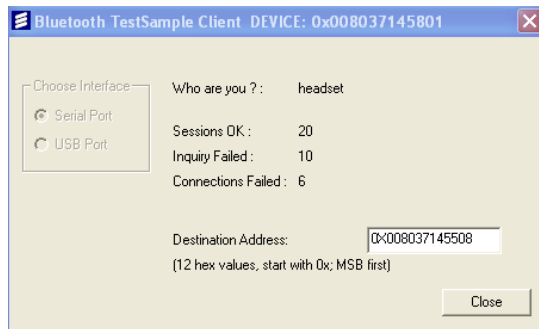 Bluetooth TestSample Client DEVICE: 0x008037145801
Choose Interface
Serial Port
USB Port
Who are you ? : headset
Sessions OK : 20
Inquiry Failed : 10
Connections Failed : 6
Destination Address: 0X008037145508
(12 hex values, start with 0x; MSB first)
Close